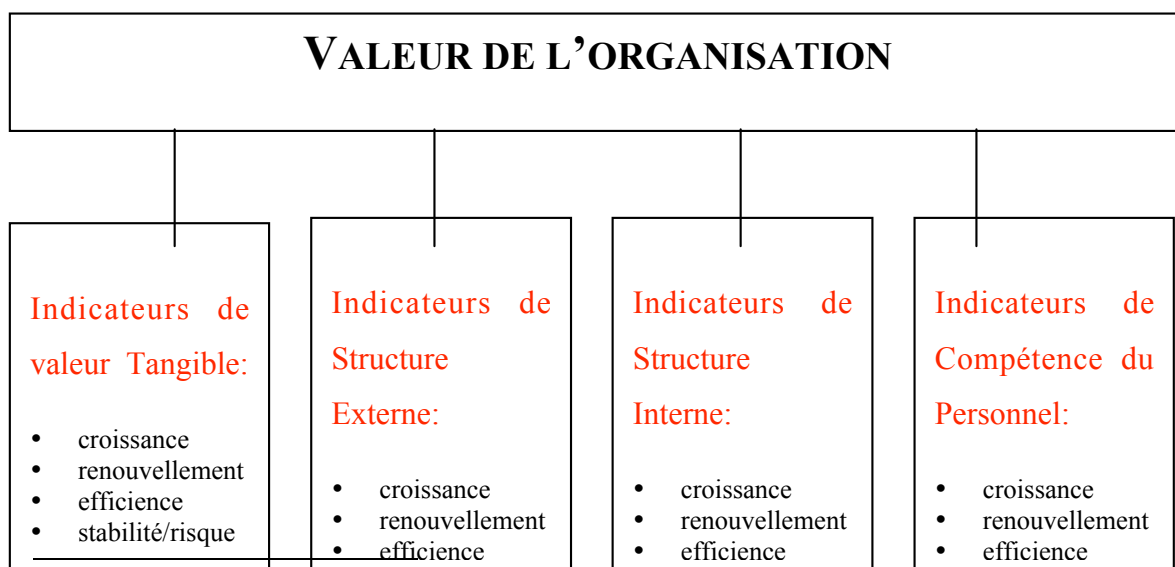 VALEUR DE L’ORGANISATION
Indicateurs de
valeur Tangible:
• croissance
• renouvellement
• efficience
• stabilité/risque
Indicateurs de
Structure
Externe:
• croissance
• renouvellement
• efficience
Indicateurs de
Structure
Interne:
• croissance
• renouvellement
• efficience
Indicateurs de
Compétence du
Personnel:
• croissance
• renouvellement
• efficience